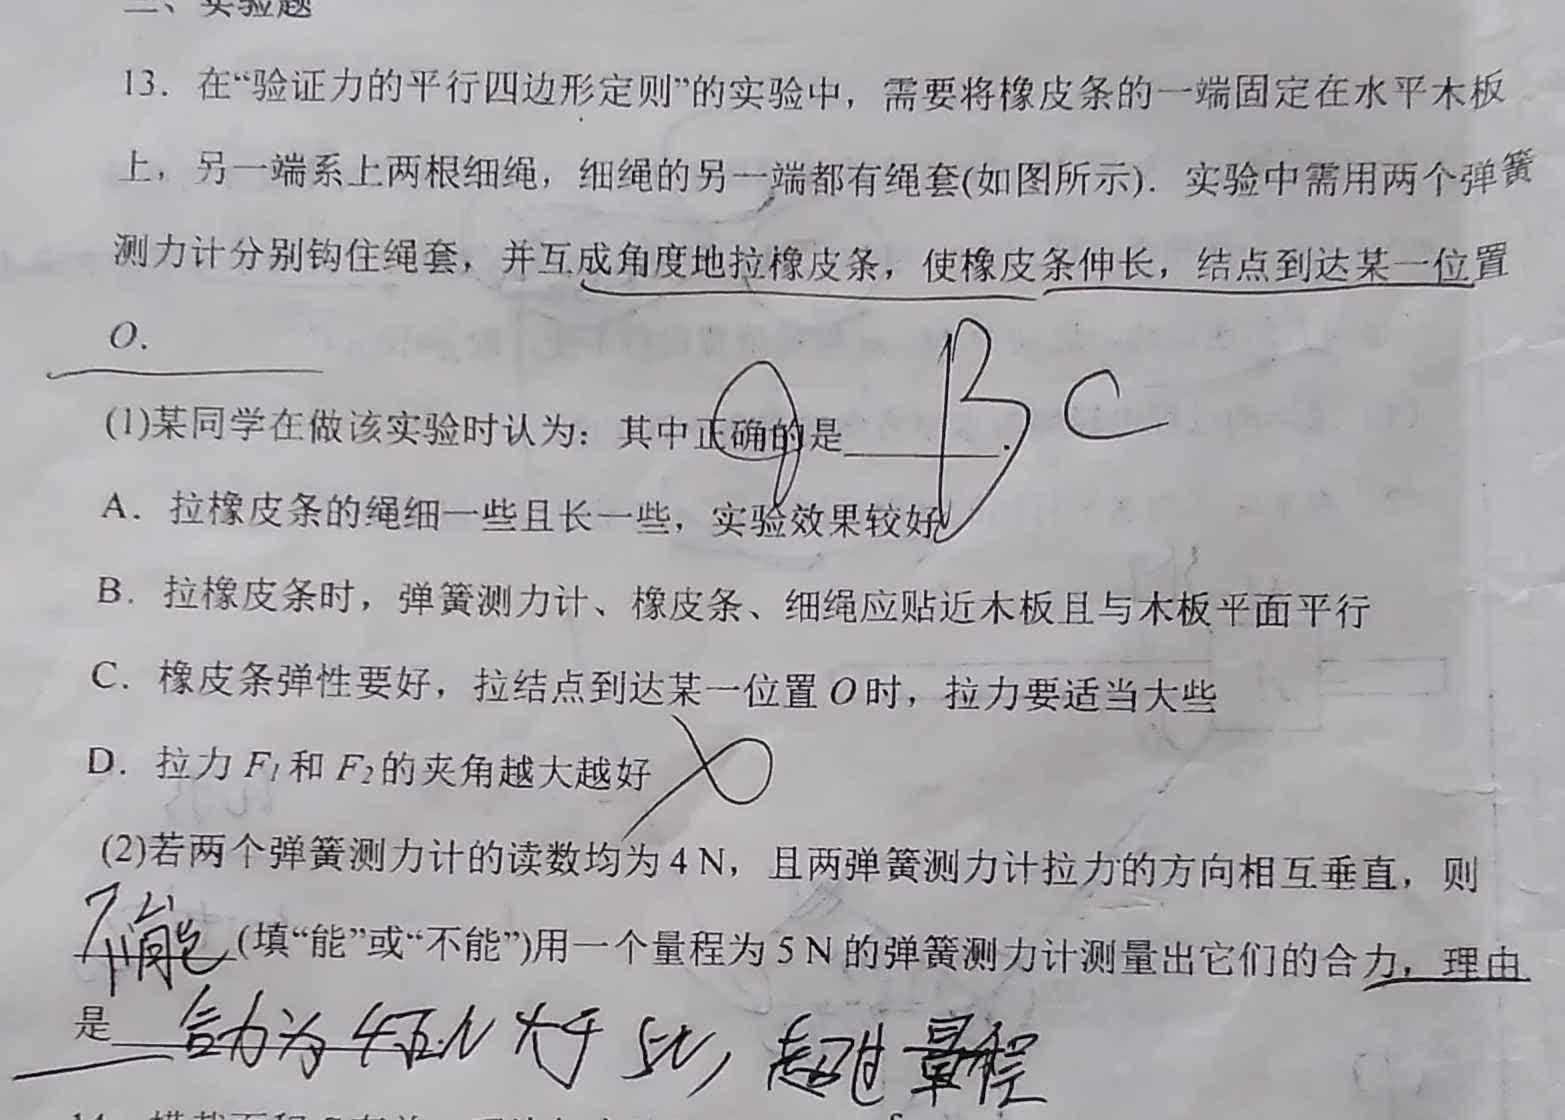 二、实验题
13．在“验证力的平行四边形定则”的实验中，需要将橡皮条的一端固定在水平木板
上，另一端系上两根细绳，细绳的另一端都有绳套(如图所示)．实验中需用两个弹簧
测力计分别钩住绳套，并互成角度地拉橡皮条，使橡皮条伸长，结点到达某一位置
O．
BC
(1)某同学在做该实验时认为：其中正确的是______．
A．拉橡皮条的绳细一些且长一些，实验效果较好
B．拉橡皮条时，弹簧测力计、橡皮条、细绳应贴近木板且与木板平面平行
C．橡皮条弹性要好，拉结点到达某一位置 O 时，拉力要适当大些
D．拉力 F1 和 F2 的夹角越大越好
(2)若两个弹簧测力计的读数均为 4 N，且两弹簧测力计拉力的方向相互垂直，则
不能(填“能”或“不能”)用一个量程为 5 N 的弹簧测力计测量出它们的合力，理由
是 合力为 4√2N 大于 5N，超过量程